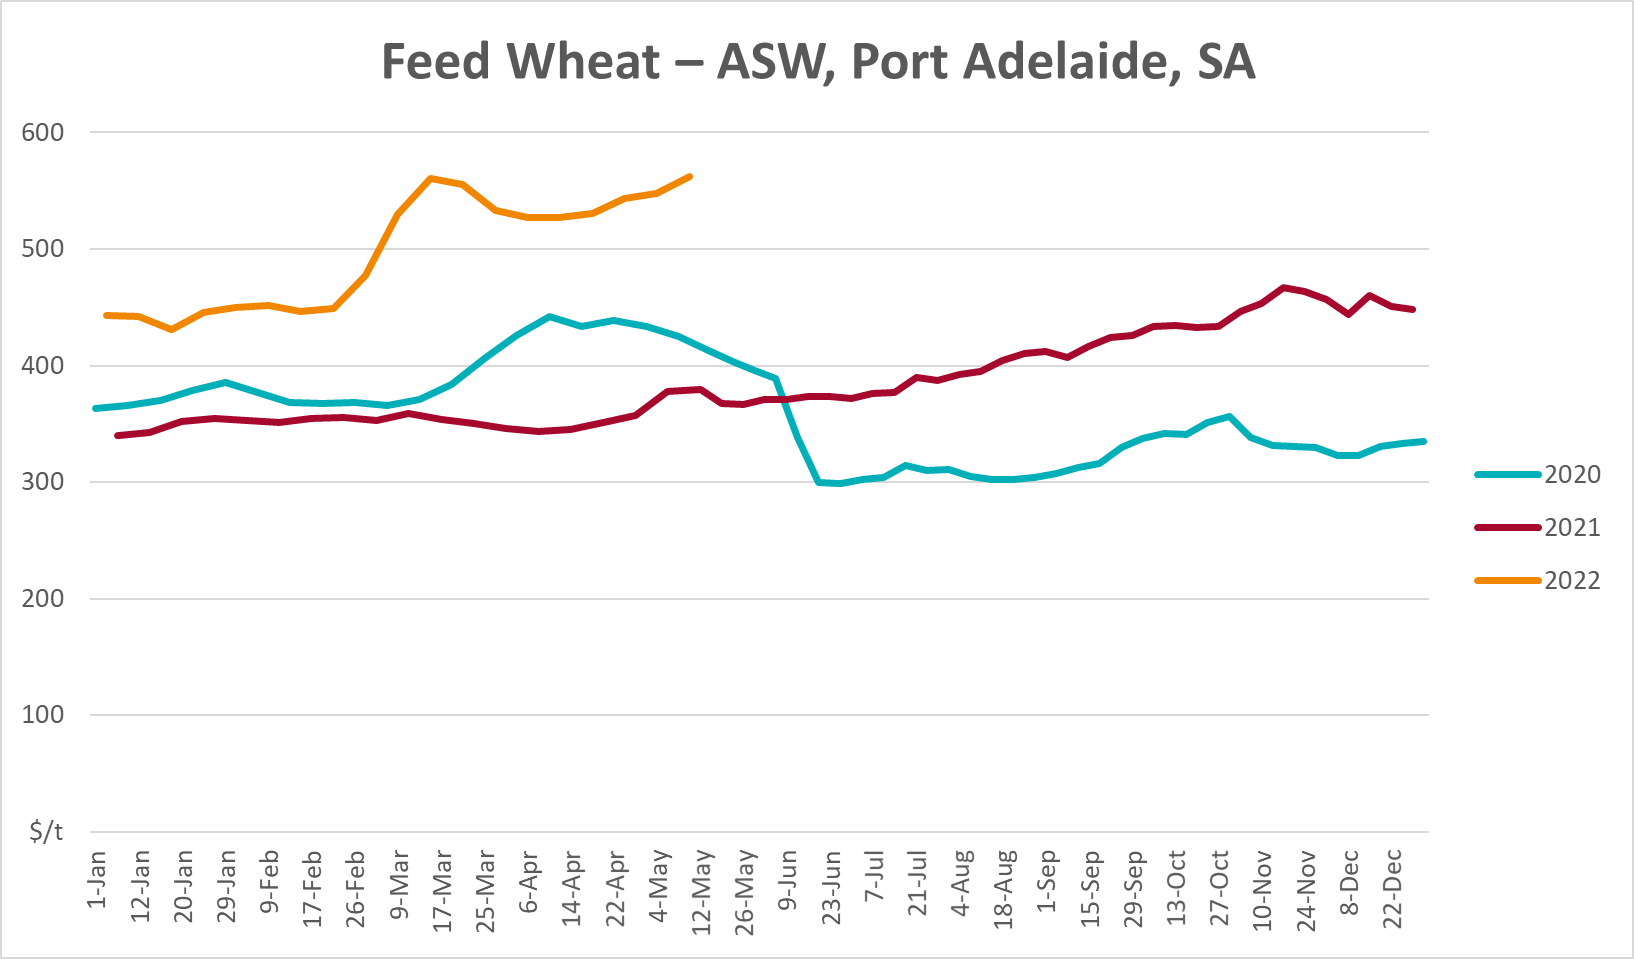 Feed Wheat – ASW, Port Adelaide, SA
600
500
400
300
200
100
$/t
1-Jan
12-Jan
20-Jan
29-Jan
9-Feb
17-Feb
26-Feb
9-Mar
17-Mar
25-Mar
6-Apr
14-Apr
22-Apr
4-May
12-May
26-May
9-Jun
23-Jun
7-Jul
21-Jul
4-Aug
18-Aug
1-Sep
15-Sep
29-Sep
13-Oct
27-Oct
10-Nov
24-Nov
8-Dec
22-Dec
2020
2021
2022